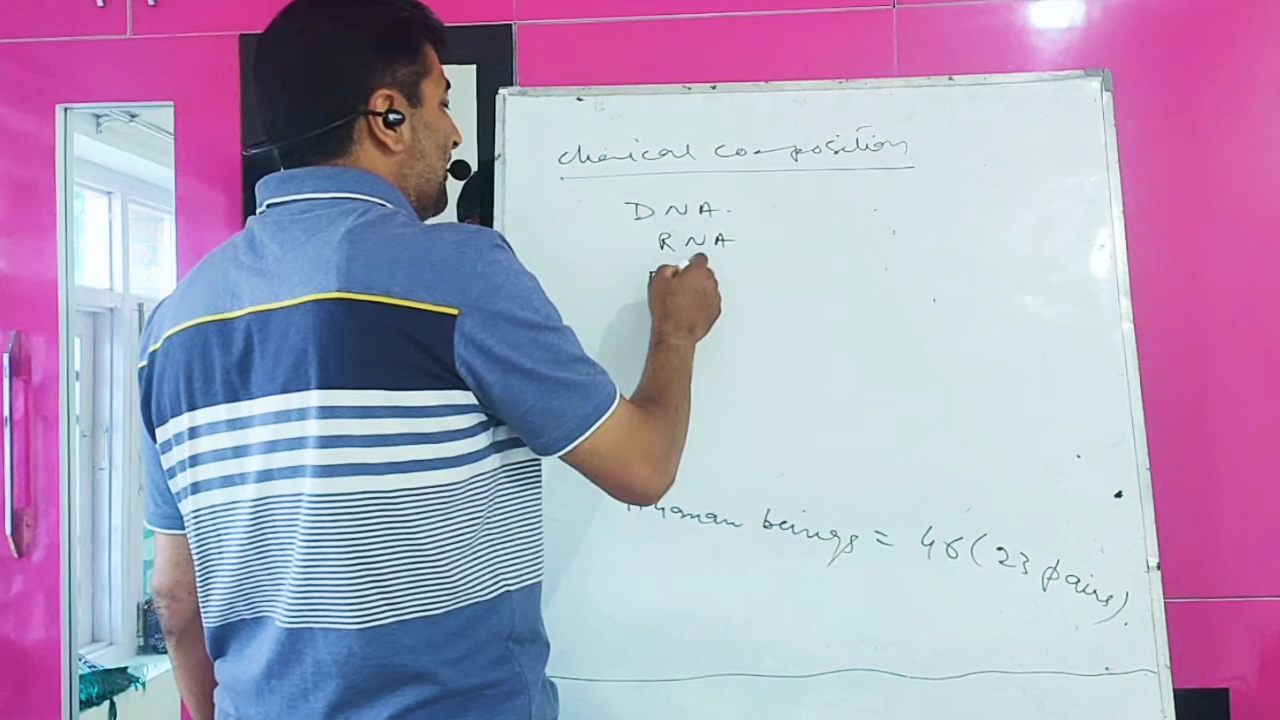 chemical composition
DNA.
RNA
Human beings = 46 (23 pairs).